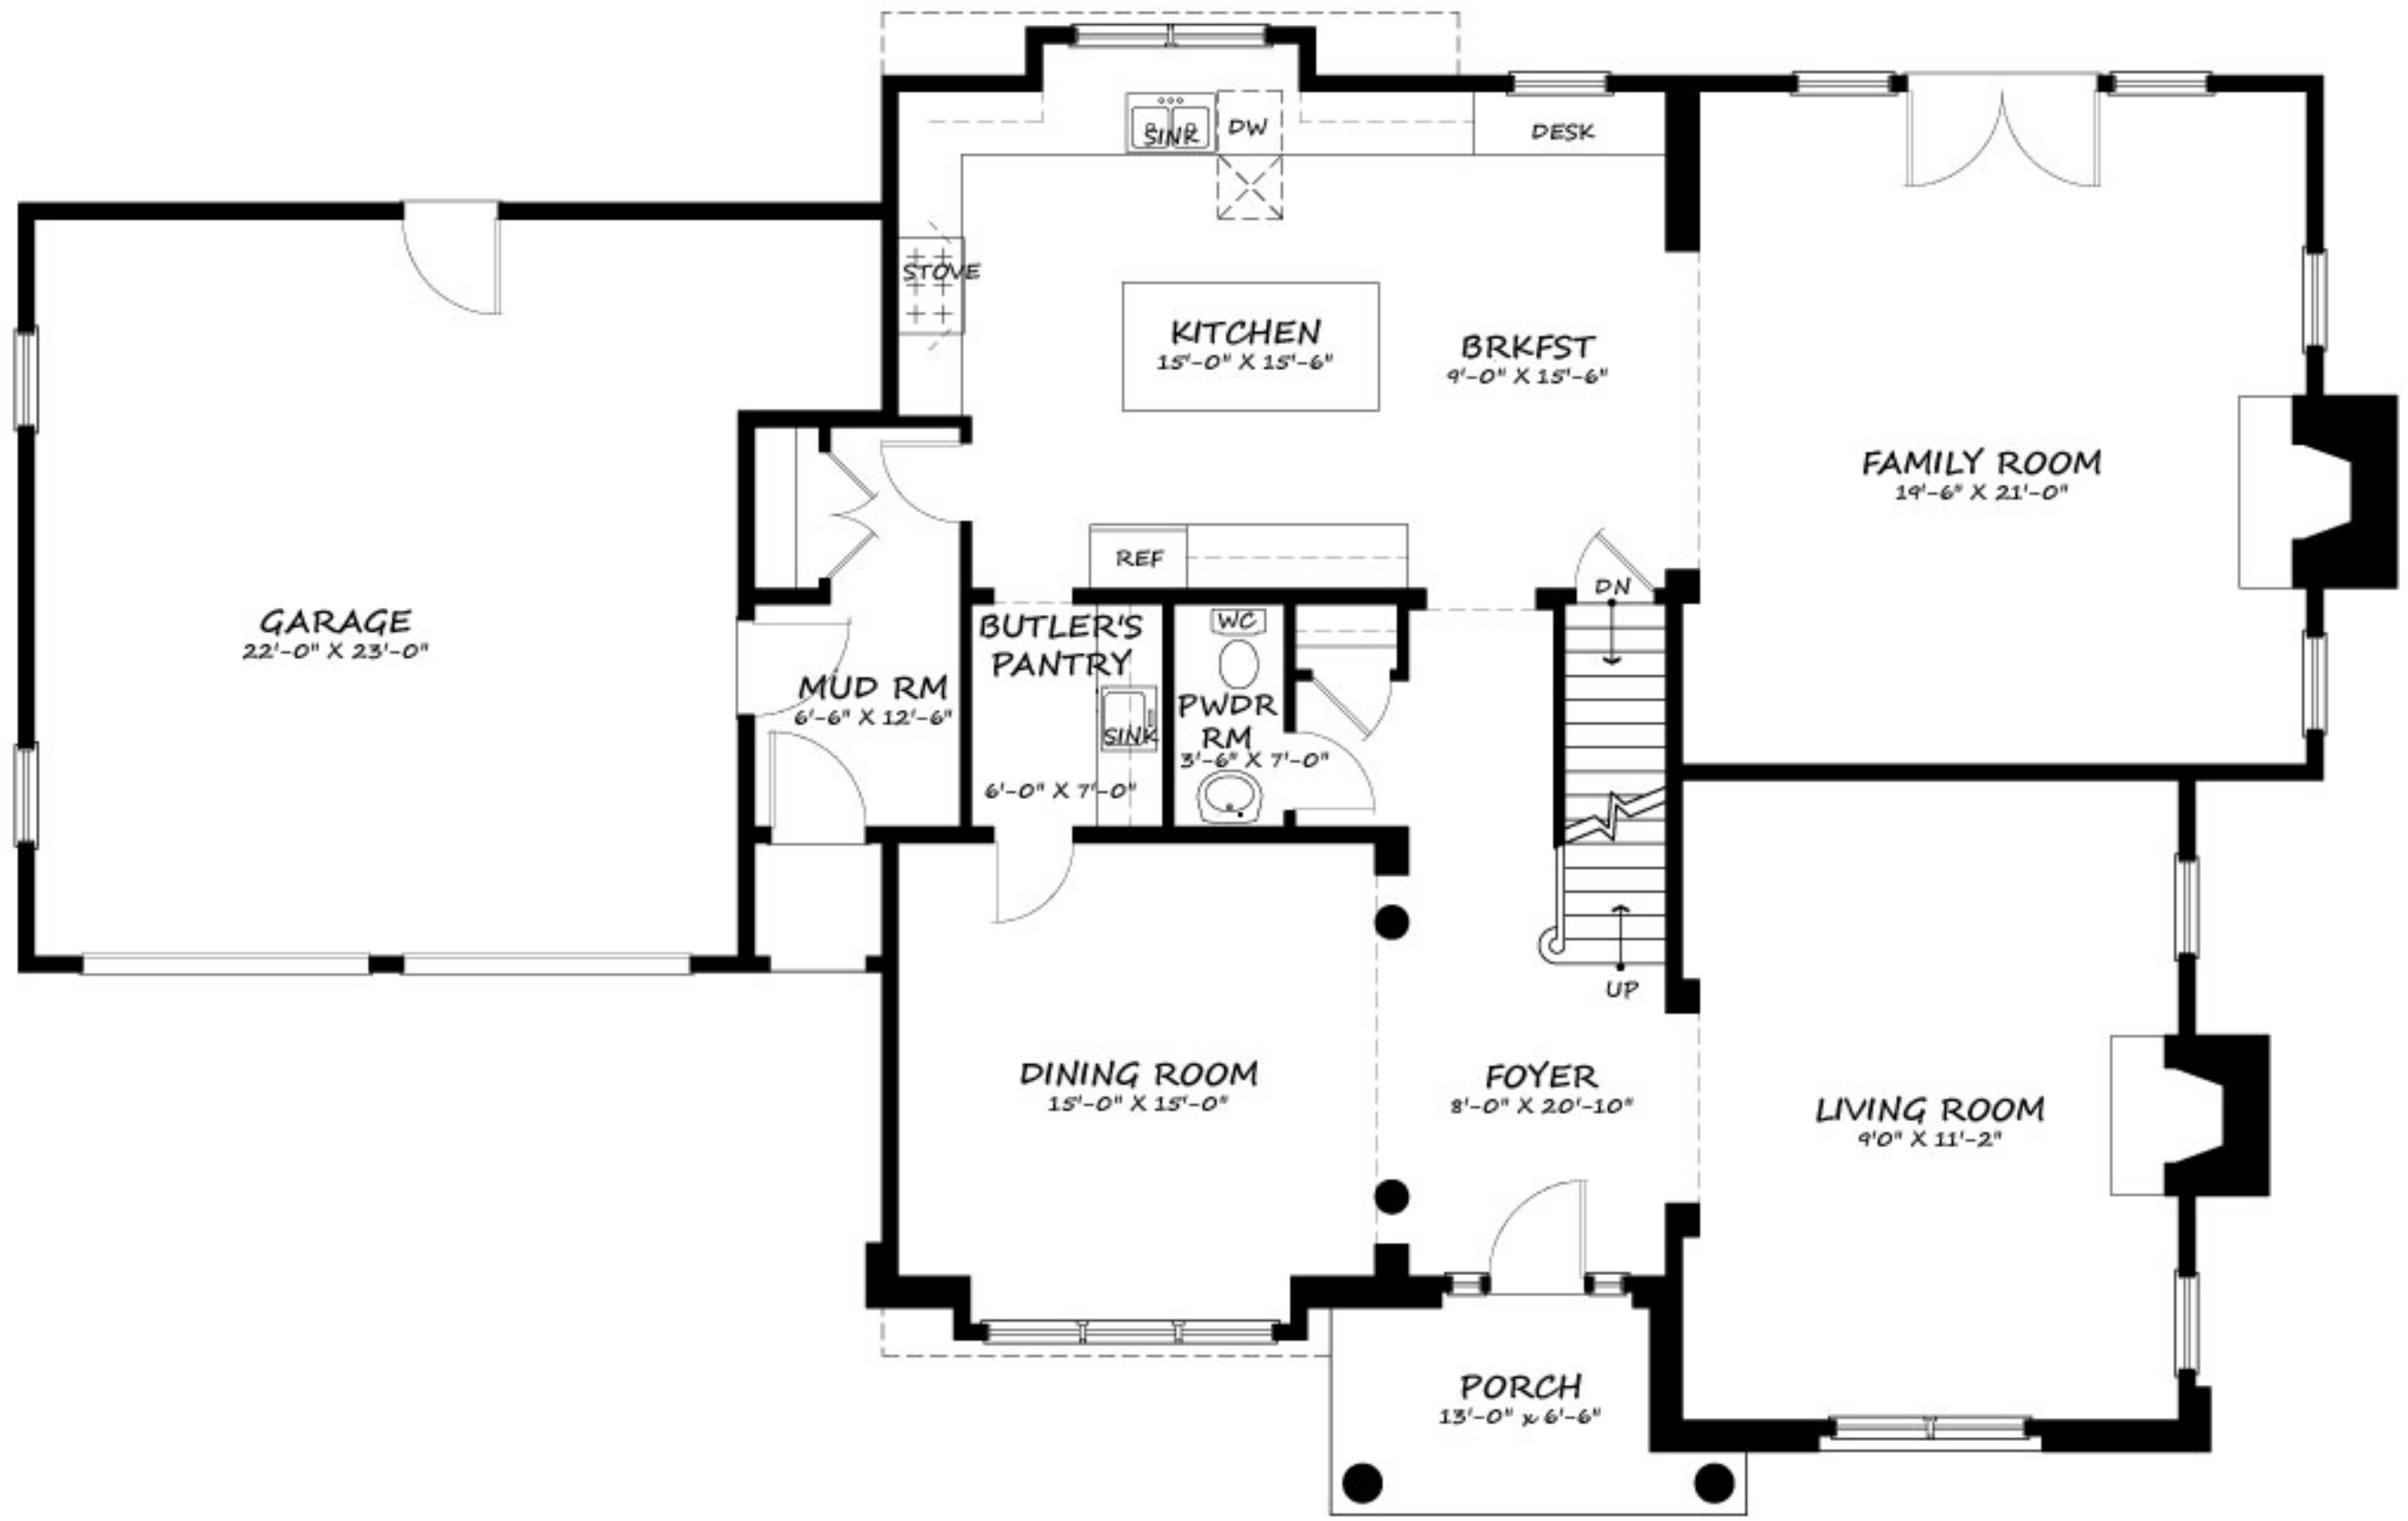 SINK
DW
DESK
STOVE
KITCHEN
15'-0" X 15'-6"
BRKFST
9'-0" X 15'-6"
FAMILY ROOM
19'-6" X 21'-0"
REF
DN
GARAGE
22'-0" X 23'-0"
MUD RM
6'-6" X 12'-6"
BUTLER'S
PANTRY
SINK
6'-0" X 7'-0"
WC
PWDR
RM
3'-6" X 7'-0"
UP
DINING ROOM
15'-0" X 15'-0"
FOYER
8'-0" X 20'-10"
LIVING ROOM
9'0" X 11'-2"
PORCH
13'-0" x 6'-6"